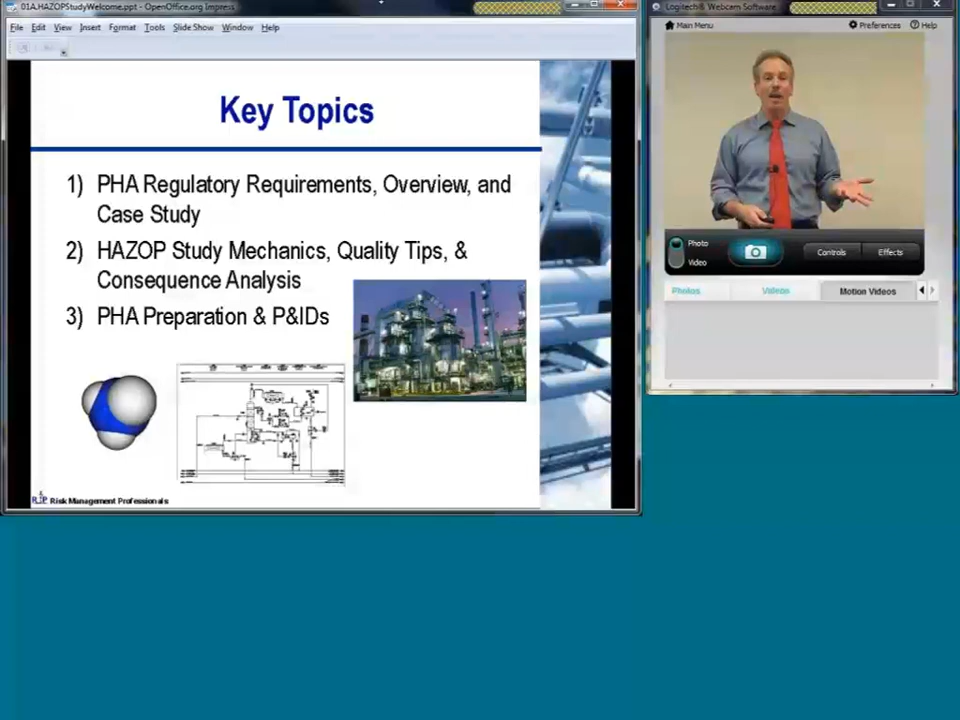 01A.HAZOPStudyWelcome.ppt - OpenOffice.org Impress
File Edit View Insert Format Tools Slide Show Window Help
Key Topics
1) PHA Regulatory Requirements, Overview, and
Case Study
2) HAZOP Study Mechanics, Quality Tips, &
Consequence Analysis
3) PHA Preparation & P&IDs
Risk Management Professionals
Logitech® Webcam Software
Main Menu
Preferences
Help
Photo
Video
Controls
Effects
Photos
Videos
Motion Videos